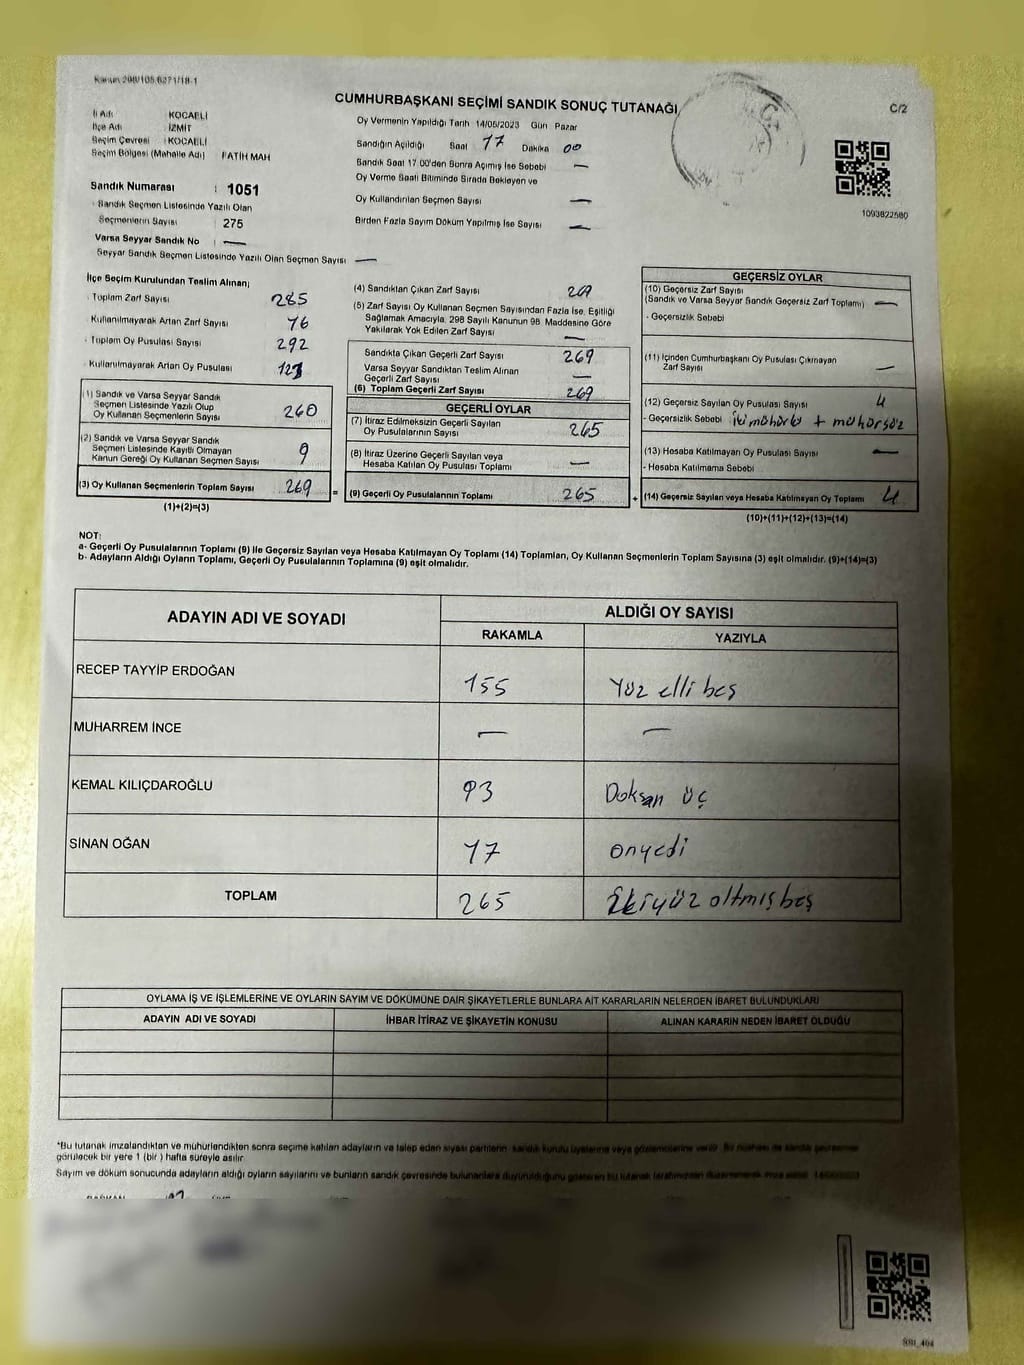 Kanun 298/105.6271/18-1
CUMHURBAŞKANI SEÇİMİ SANDIK SONUÇ TUTANAĞI
C/2
İl Adı KOCAELİ
İlçe Adı İZMİT
Seçim Çevresi : KOCAELİ
Seçim Bölgesi (Mahalle Adı) FATİH MAH
Sandık Numarası : 1051
Sandık Seçmen Listesinde Yazılı Olan
Seçmenlerin Sayısı 275
Varsa Seyyar Sandık No : —
Seyyar Sandık Seçmen Listesinde Yazılı Olan Seçmen Sayısı —
Oy Vermenin Yapıldığı Tarih 14/05/2023 Gün Pazar
Sandığın Açıldığı Saat 17 Dakika 00
Sandık Saat 17.00'den Sonra Açımış İse Sebebi —
Oy Verme Saati Bitiminde Sırada Bekleyen ve
Oy Kullandırılan Seçmen Sayısı —
Birden Fazla Sayım Döküm Yapılmış İse Sayısı —
1093822580
İlçe Seçim Kurulundan Teslim Alınan;
Toplam Zarf Sayısı 285
Kullanılmayarak Artan Zarf Sayısı 76
Toplam Oy Pusulası Sayısı 292
Kullanılmayarak Artan Oy Pusulası
(1) Sandık ve Varsa Seyyar Sandık
Seçmen Listesinde Yazılı Olup
Oy Kullanan Seçmenlerin Sayısı 260
(2) Sandık ve Varsa Seyyar Sandık
Seçmen Listesinde Kayıtlı Olmayan
Kanun Gereği Oy Kullanan Seçmen Sayısı 9
(3) Oy Kullanan Seçmenlerin Toplam Sayısı 269
(1)+(2)=(3)
(4) Sandıktan Çıkan Zarf Sayısı 269
(5) Zarf Sayısı Oy Kullanan Seçmen Sayısından Fazla İse, Eşitliği
Sağlamak Amacıyla, 298 Sayılı Kanunun 98. Maddesine Göre
Yakılarak Yok Edilen Zarf Sayısı —
Sandıkta Çıkan Geçerli Zarf Sayısı 269
Varsa Seyyar Sandıktan Teslim Alınan
Geçerli Zarf Sayısı —
(6) Toplam Geçerli Zarf Sayısı 269
GEÇERLİ OYLAR
(7) İtiraz Edilmeksizin Geçerli Sayılan
Oy Pusulalarının Sayısı 265
(8) İtiraz Üzerine Geçerli Sayılan veya
Hesaba Katılan Oy Pusulası Toplamı —
= (9) Geçerli Oy Pusulalarının Toplamı 265
GEÇERSİZ OYLAR
(10) Geçersiz Zarf Sayısı
(Sandık ve Varsa Seyyar Sandık Geçersiz Zarf Toplamı) —
- Geçersizlik Sebebi
(11) İçinden Cumhurbaşkanı Oy Pusulası Çıkmayan
Zarf Sayısı —
(12) Geçersiz Sayılan Oy Pusulası Sayısı 4
- Geçersizlik Sebebi İki mühürlü + mühürsüz
(13) Hesaba Katılmayan Oy Pusulası Sayısı —
- Hesaba Katılmama Sebebi
+ (14) Geçersiz Sayılan veya Hesaba Katılmayan Oy Toplamı 4
(10)+(11)+(12)+(13)=(14)
NOT:
a- Geçerli Oy Pusulalarının Toplamı (9) ile Geçersiz Sayılan veya Hesaba Katılmayan Oy Toplamı (14) Toplamları, Oy Kullanan Seçmenlerin Toplam Sayısına (3) eşit olmalıdır. (9)+(14)=(3)
b- Adayların Aldığı Oyların Toplamı, Geçerli Oy Pusulalarının Toplamına (9) eşit olmalıdır.
ADAYIN ADI VE SOYADI ALDIĞI OY SAYISI
RAKAMLA YAZIYLA
RECEP TAYYİP ERDOĞAN 155 Yüz elli beş
MUHARREM İNCE — —
KEMAL KILIÇDAROĞLU 93 Doksan üç
SİNAN OĞAN 17 onyedi
TOPLAM 265 İkiyüz altmış beş
OYLAMA İŞ VE İŞLEMLERİNE VE OYLARIN SAYIM VE DÖKÜMÜNE DAİR ŞİKAYETLERLE BUNLARA AİT KARARLARIN NELERDEN İBARET BULUNDUKLARI
ADAYIN ADI VE SOYADI İHBAR İTİRAZ VE ŞİKAYETİN KONUSU ALINAN KARARIN NEDEN İBARET OLDUĞU
*Bu tutanak imzalandıktan ve mühürlendikten sonra seçime katılan adayların ve talep eden siyasi partilerin sandık kurulu üyelerine veya gözlemcilerine verilir. Bir nüshası da sandık çevresinde
görülecek bir yere 1 (bir) hafta süreyle asılır.
Sayım ve döküm sonucunda adayların aldığı oyların sayılarını ve bunların sandık çevresinde bulunanlara duyurulduğunu gösteren bu tutanak tarafımızdan düzenlenerek imza edildi.